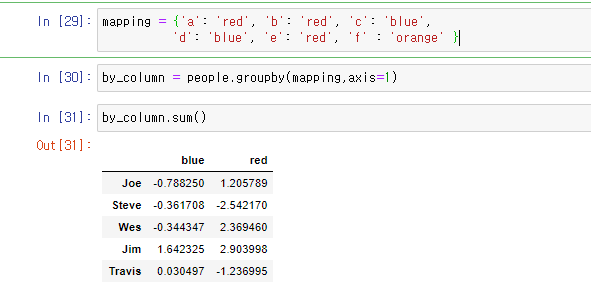 In [29]: mapping = {'a': 'red', 'b': 'red', 'c': 'blue',
'd': 'blue', 'e': 'red', 'f' : 'orange' }
In [30]: by_column = people.groupby(mapping,axis=1)
In [31]: by_column.sum()
Out[31]:
blue red
Joe -0.788250 1.205789
Steve -0.361708 -2.542170
Wes -0.344347 2.369460
Jim 1.642325 2.903998
Travis 0.030497 -1.236995